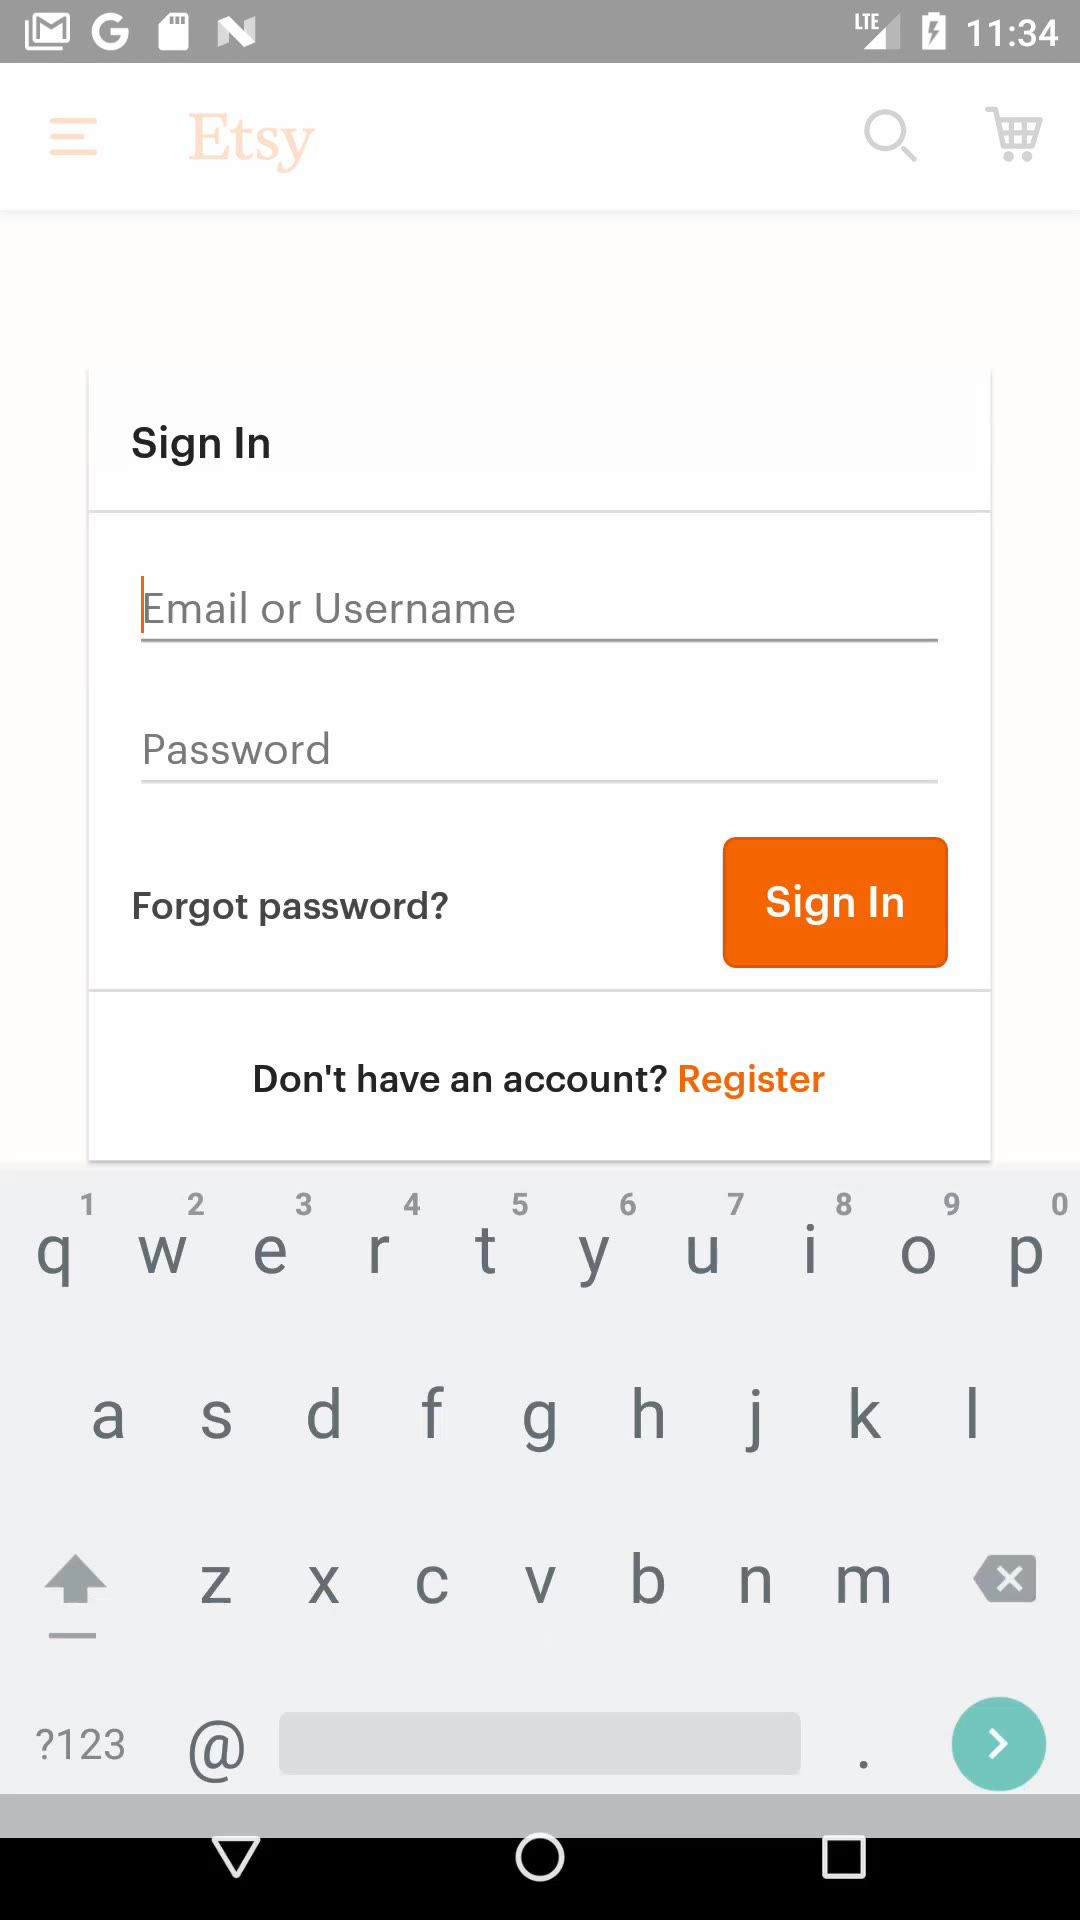 LTE 11:34
Etsy
Sign In
Email or Username
Password
Forgot password?
Sign In
Don't have an account? Register
1 2 3 4 5 6 7 8 9 0
q w e r t y u i o p
a s d f g h j k l
z x c v b n m
?123 @ .